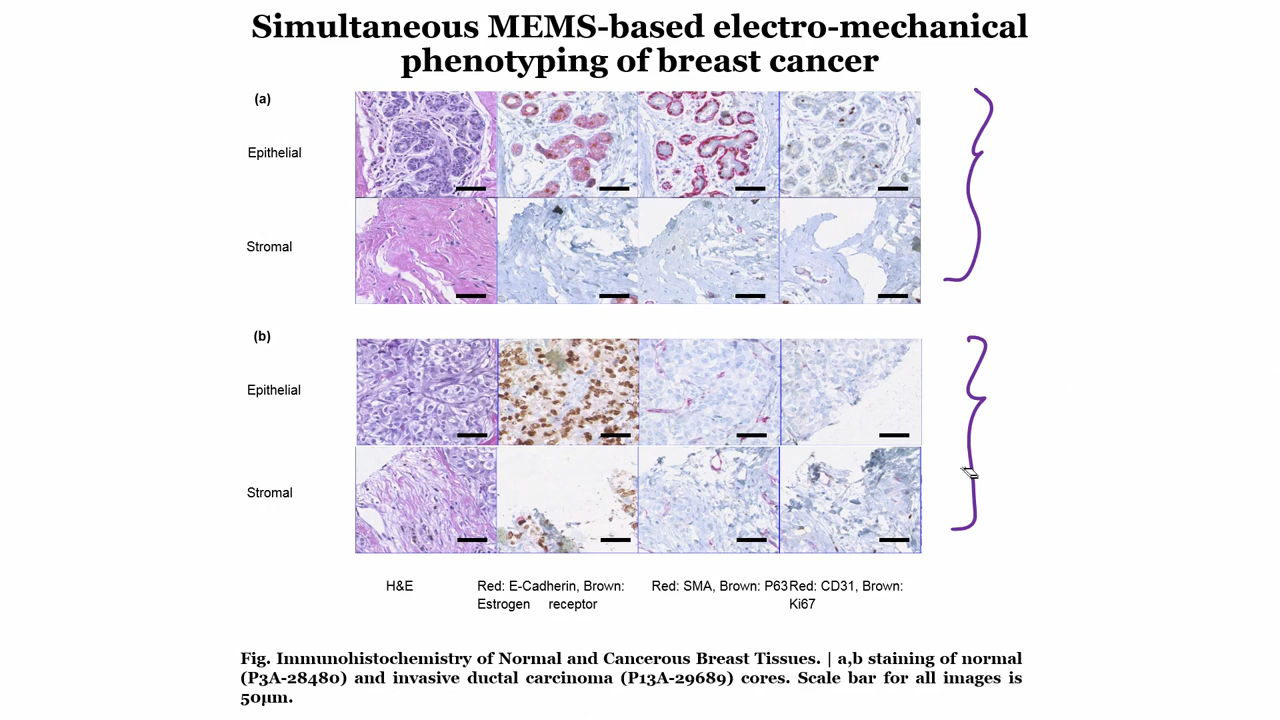 Simultaneous MEMS-based electro-mechanical
phenotyping of breast cancer
(a)
Epithelial
Stromal
(b)
Epithelial
Stromal
H&E
Red: E-Cadherin, Brown:
Estrogen receptor
Red: SMA, Brown: P63
Red: CD31, Brown:
Ki67
Fig. Immunohistochemistry of Normal and Cancerous Breast Tissues. | a,b staining of normal
(P3A-28480) and invasive ductal carcinoma (P13A-29689) cores. Scale bar for all images is
50µm.